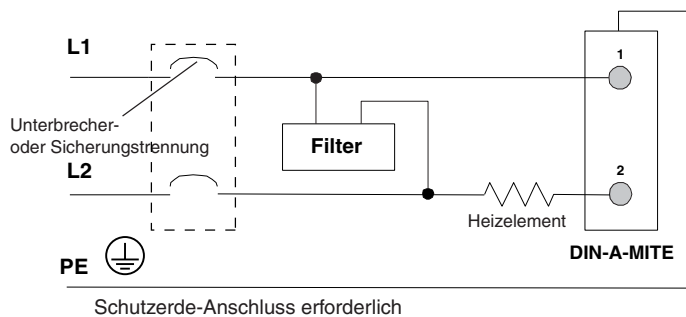 L1
1
Unterbrecher-
oder Sicherungstrennung
Filter
L2
2
Heizelement
DIN-A-MITE
PE
Schutzerde-Anschluss erforderlich